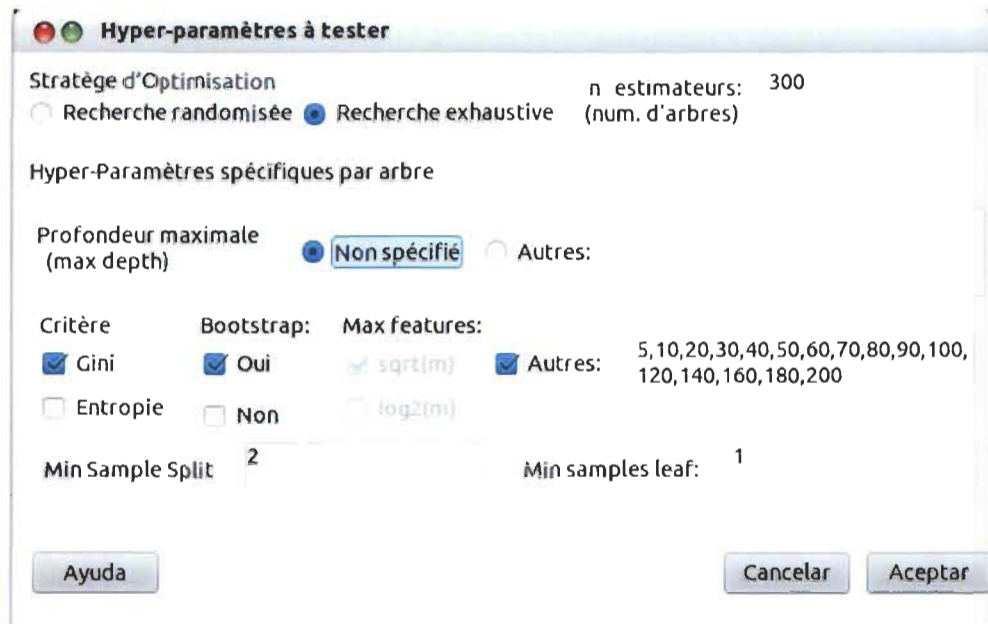 Hyper-paramètres à tester
Stratège d'Optimisation
n estimateurs: 300
Recherche randomisée Recherche exhaustive (num. d'arbres)
Hyper-Paramètres spécifiques par arbre
Profondeur maximale
(max depth) Non spécifié Autres:
Critère Bootstrap: Max features:
Gini Oui sqrt(m) Autres: 5,10,20,30,40,50,60,70,80,90,100,
120,140,160,180,200
Entropie Non log2(m)
Min Sample Split 2 Min samples leaf: 1
Ayuda Cancelar Aceptar